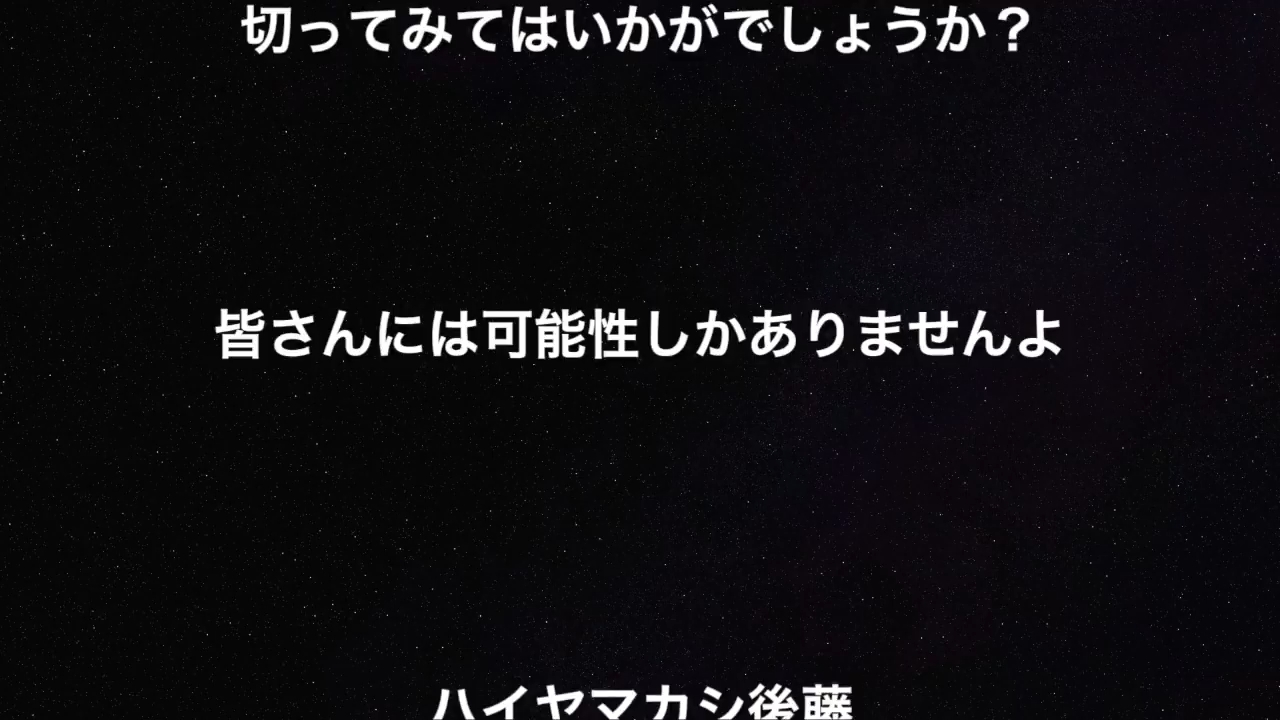 切ってみてはいかがでしょうか？
皆さんには可能性しかありませんよ
ハイヤマカシ後藤